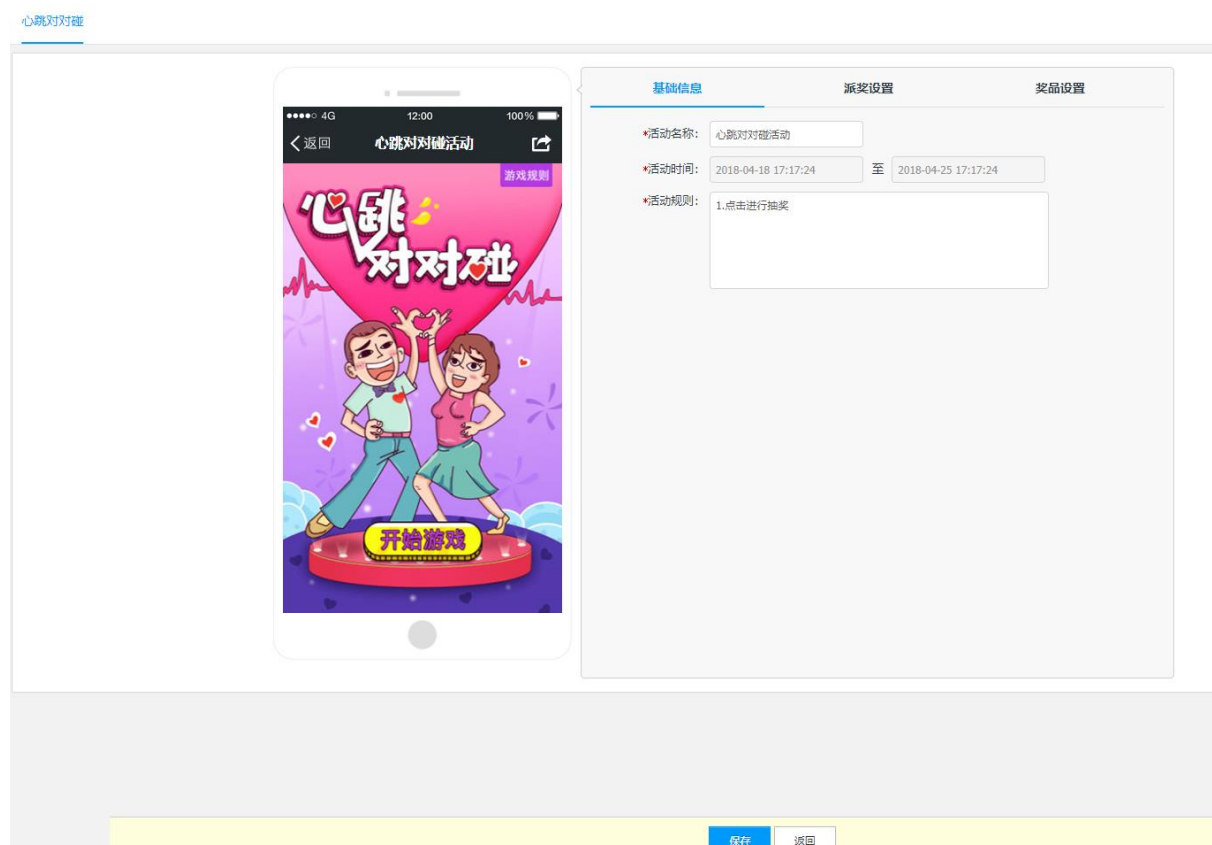 心跳对对碰
基础信息 派奖设置 奖品设置
4G 12:00 100%
返回 心跳对对碰活动
游戏规则
心跳
对对碰
开始游戏
*活动名称: 心跳对对碰活动
*活动时间: 2018-04-18 17:17:24 至 2018-04-25 17:17:24
*活动规则: 1.点击进行抽奖
保存 返回